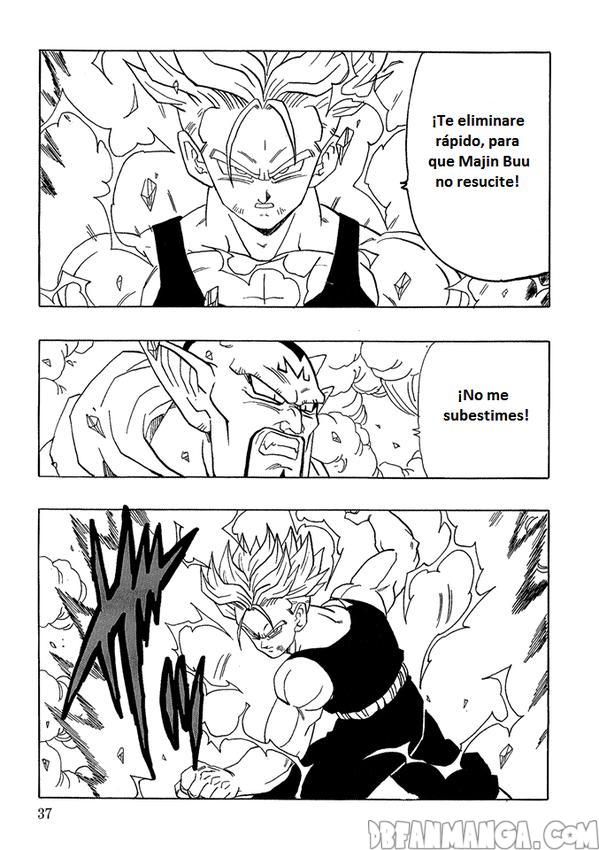 ¡Te eliminare
rápido, para
que Majin Buu
no resucite!
¡No me
subestimes!
37
DBFANMANGA.COM